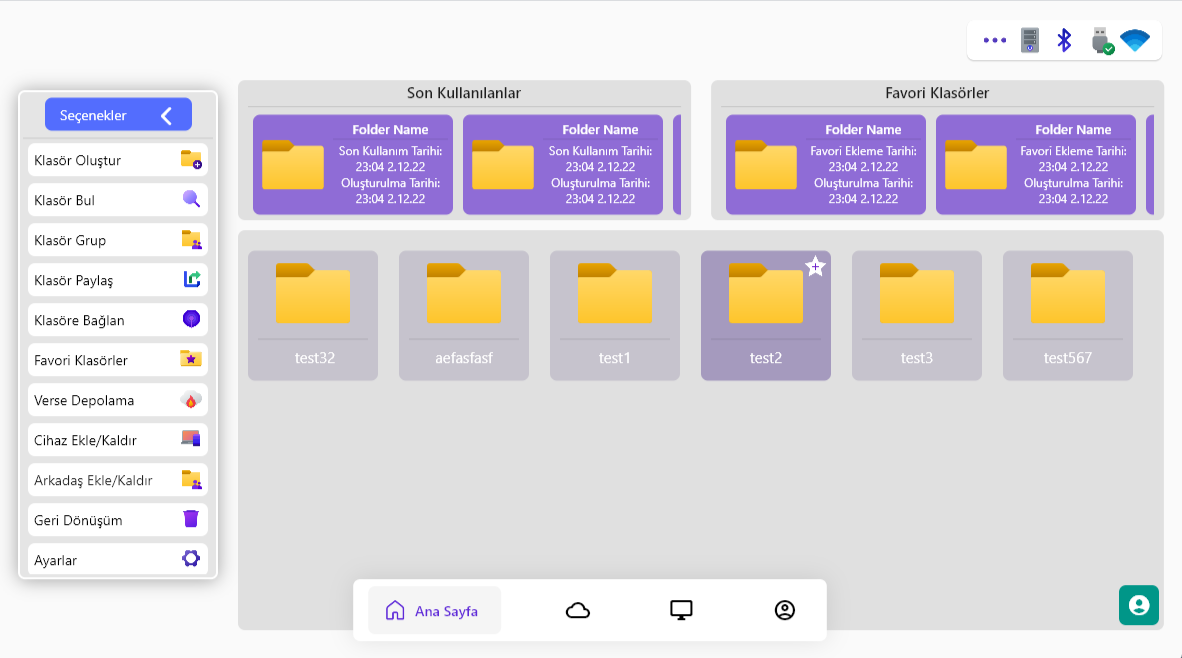 Seçenekler
Klasör Oluştur
Klasör Bul
Klasör Grup
Klasör Paylaş
Klasöre Bağlan
Favori Klasörler
Verse Depolama
Cihaz Ekle/Kaldır
Arkadaş Ekle/Kaldır
Geri Dönüşüm
Ayarlar
Son Kullanılanlar
Folder Name
Son Kullanım Tarihi:
23:04 2.12.22
Oluşturulma Tarihi:
23:04 2.12.22
Folder Name
Son Kullanım Tarihi:
23:04 2.12.22
Oluşturulma Tarihi:
23:04 2.12.22
Favori Klasörler
Folder Name
Favori Ekleme Tarihi:
23:04 2.12.22
Oluşturulma Tarihi:
23:04 2.12.22
Folder Name
Favori Ekleme Tarihi:
23:04 2.12.22
Oluşturulma Tarihi:
23:04 2.12.22
test32
aefasfasf
test1
test2
test3
test567
Ana Sayfa